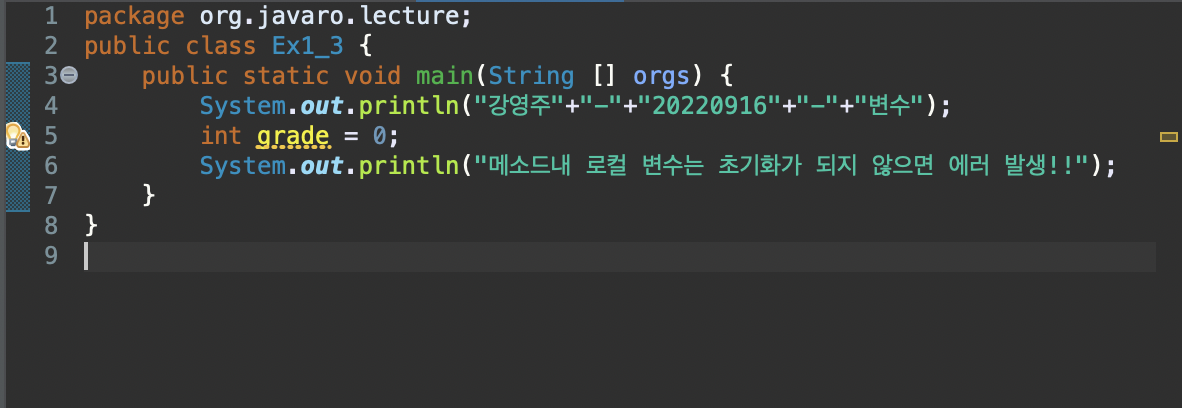 1 package org.javaro.lecture;
2 public class Ex1_3 {
3 public static void main(String [] orgs) {
4 System.out.println("강영주"+"-"+"20220916"+"-"+"변수");
5 int grade = 0;
6 System.out.println("메소드내 로컬 변수는 초기화가 되지 않으면 에러 발생!!");
7 }
8 }
9